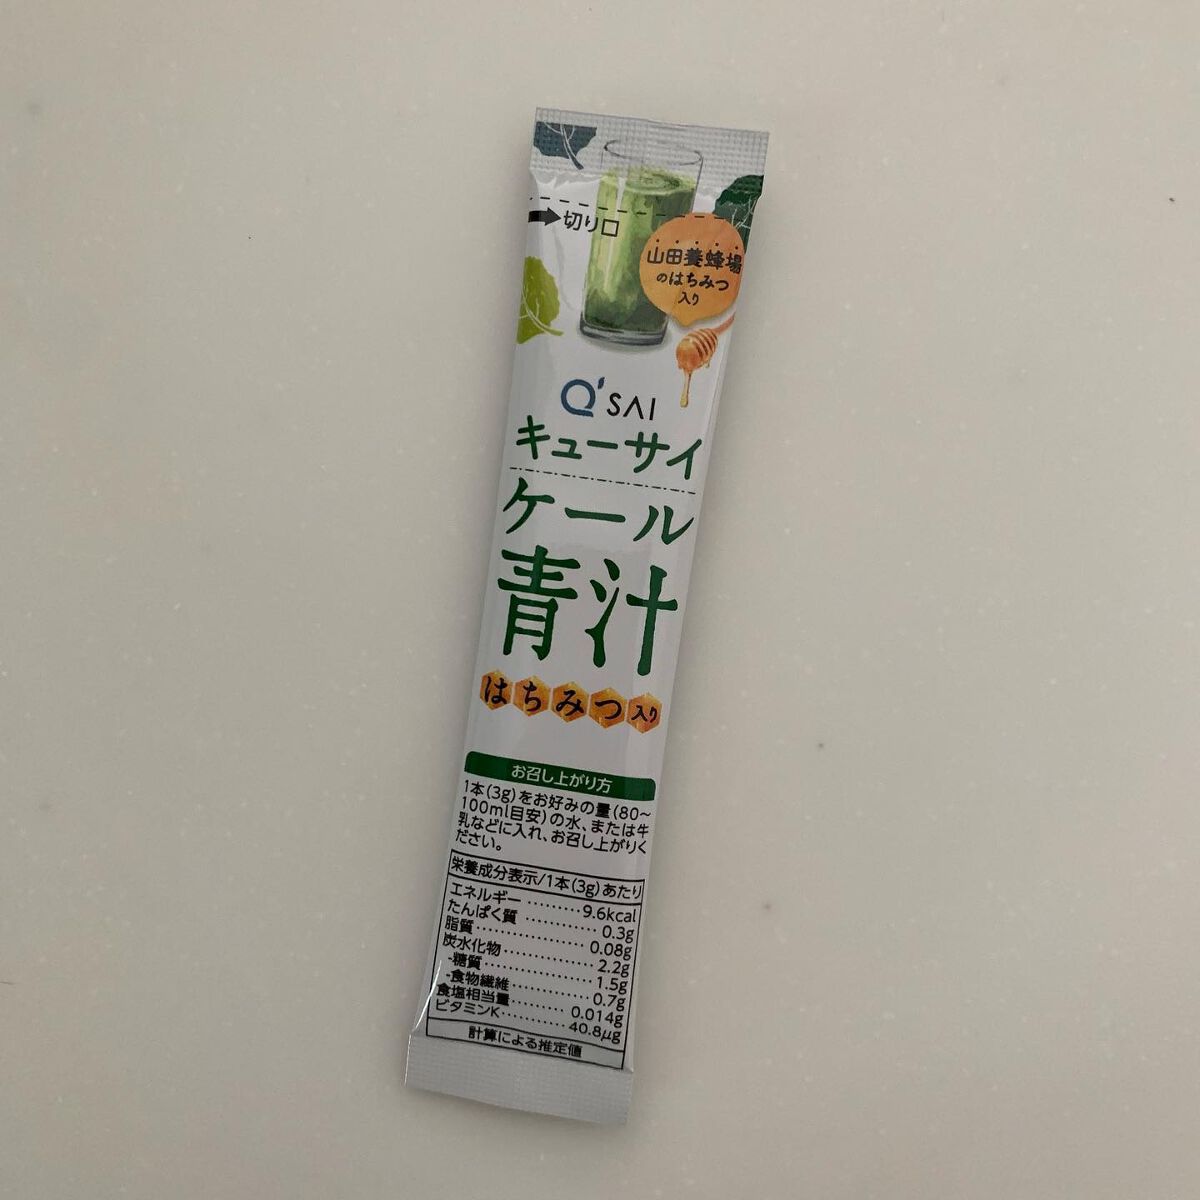 切り口
山田養蜂場
のはちみつ
入り
Q'SAI
キューサイ
ケール
青汁
はちみつ入り
お召し上がり方
1本(3g)をお好みの量(80~
100ml目安)の水、または牛
乳などに入れ、お召し上がりく
ださい。
栄養成分表示/1本(3g)あたり
エネルギー………9.6kcal
たんぱく質…………0.3g
脂質………………0.08g
炭水化物……………2.2g
-糖質………………1.5g
-食物繊維…………0.7g
食塩相当量………0.014g
ビタミンK…………40.8μg
計算による推定値